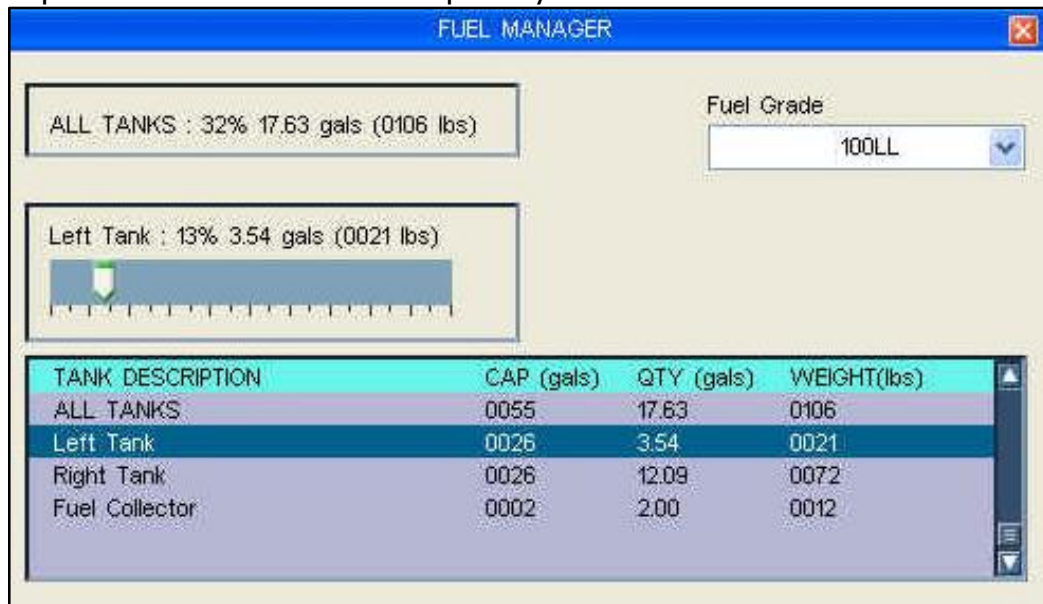 FUEL MANAGER
ALL TANKS : 32% 17.63 gals (0106 lbs)
Fuel Grade
100LL
Left Tank : 13% 3.54 gals (0021 lbs)
TANK DESCRIPTION CAP (gals) QTY (gals) WEIGHT(lbs)
ALL TANKS 0055 17.63 0106
Left Tank 0026 3.54 0021
Right Tank 0026 12.09 0072
Fuel Collector 0002 2.00 0012